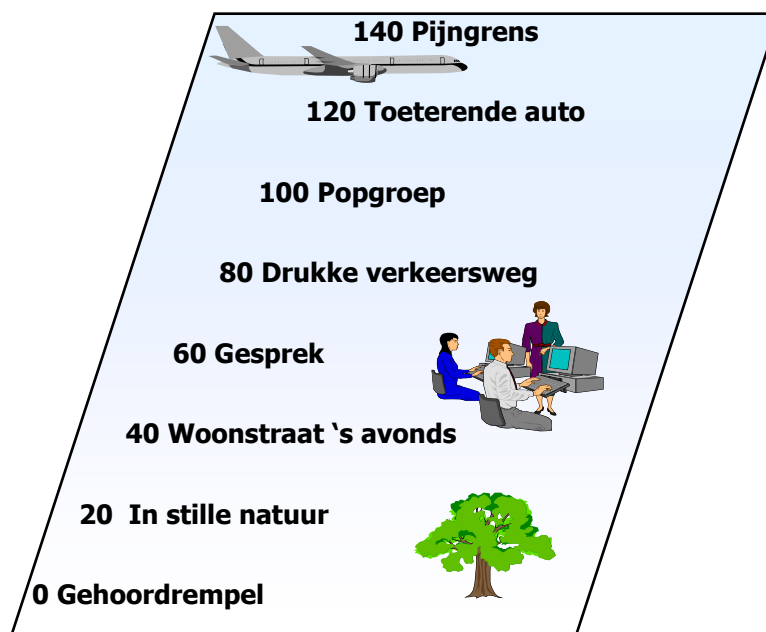 140 Pijngrens
120 Toeterende auto
100 Popgroep
80 Drukke verkeersweg
60 Gesprek
40 Woonstraat ‘s avonds
20 In stille natuur
0 Gehoordrempel